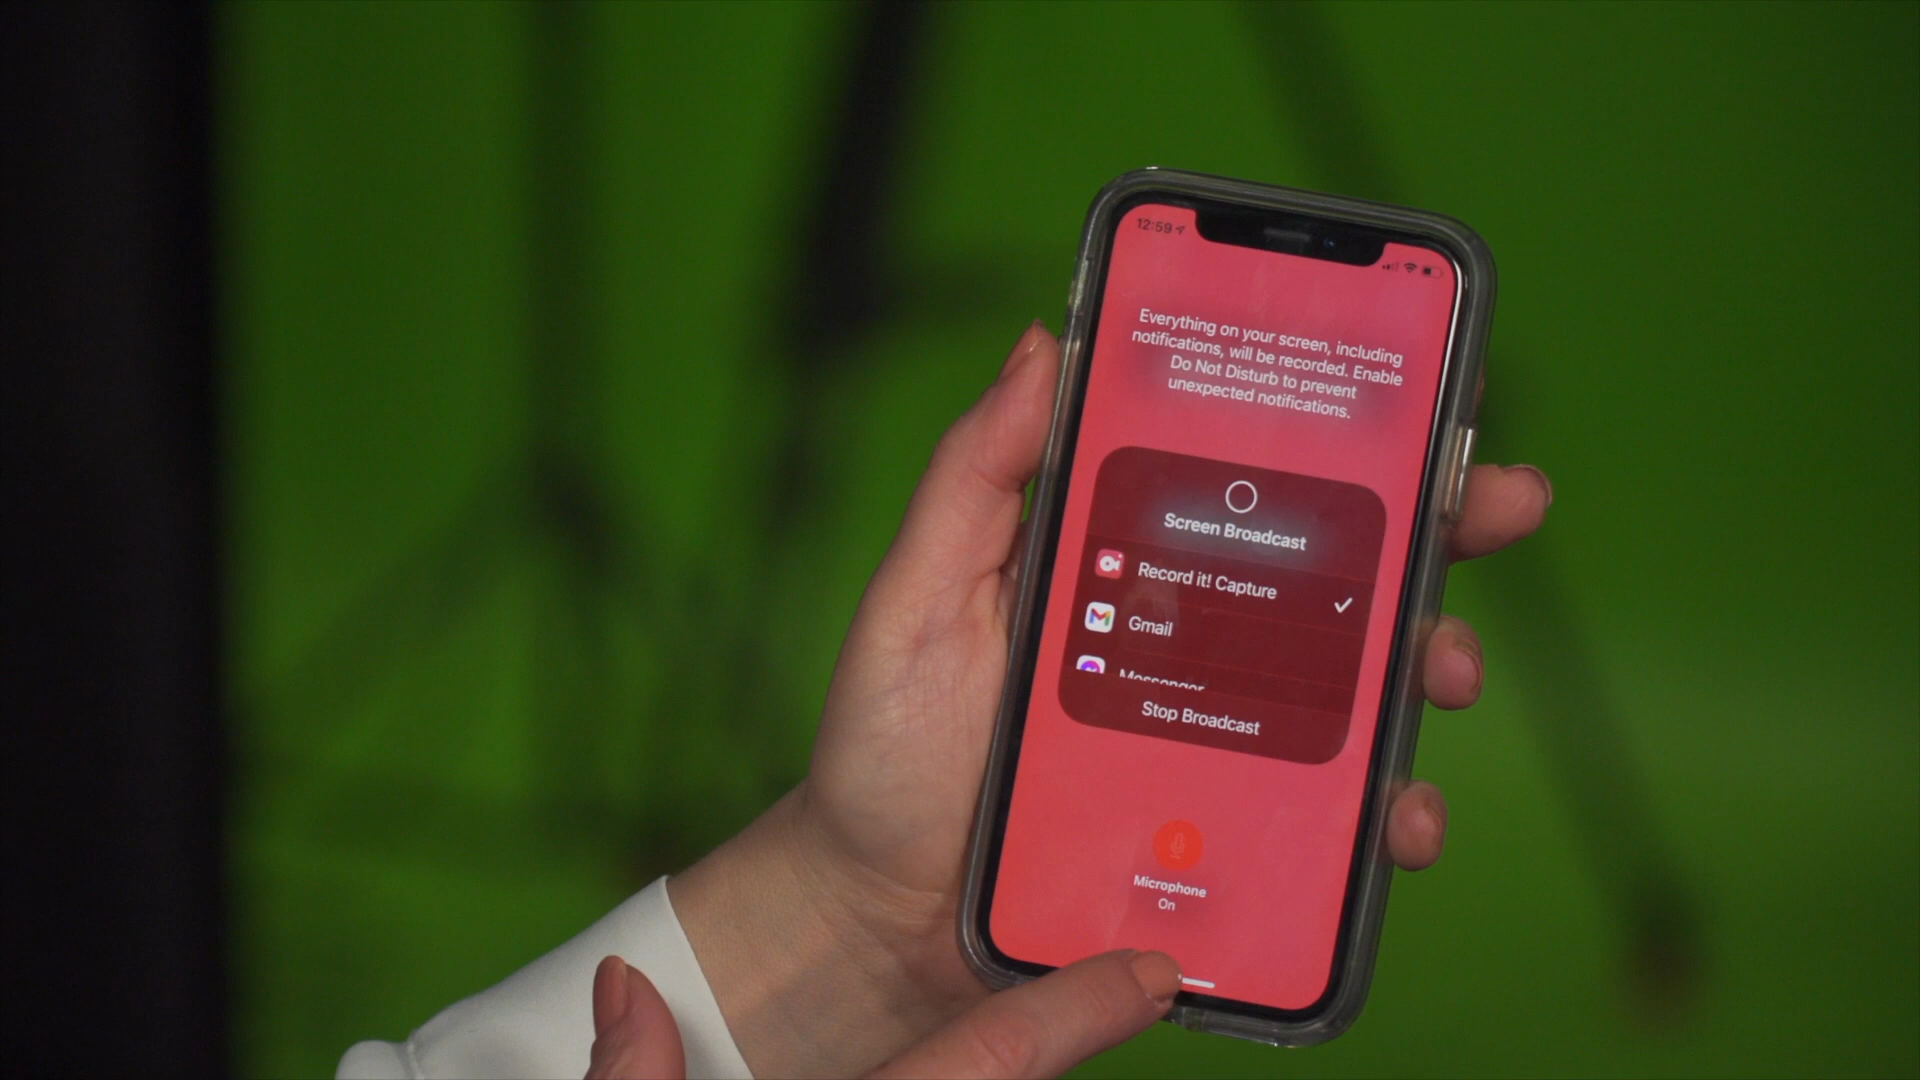 12:59
Everything on your screen, including
notifications, will be recorded. Enable
Do Not Disturb to prevent
unexpected notifications.
Screen Broadcast
Record it! Capture
Gmail
Messenger
Stop Broadcast
Microphone
On